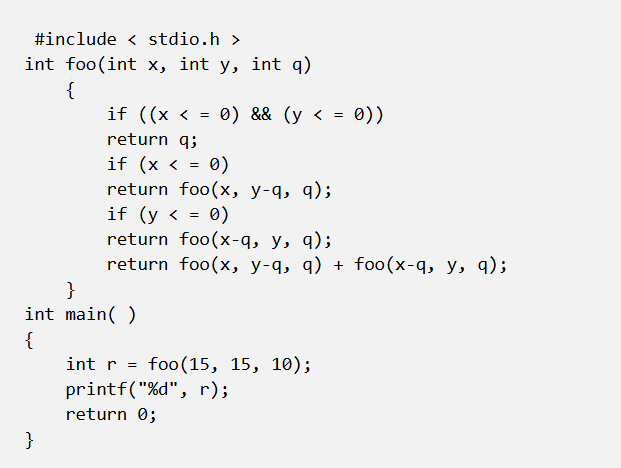 #include < stdio.h >
int foo(int x, int y, int q)
{
if ((x < = 0) && (y < = 0))
return q;
if (x < = 0)
return foo(x, y-q, q);
if (y < = 0)
return foo(x-q, y, q);
return foo(x, y-q, q) + foo(x-q, y, q);
}
int main( )
{
int r = foo(15, 15, 10);
printf("%d", r);
return 0;
}